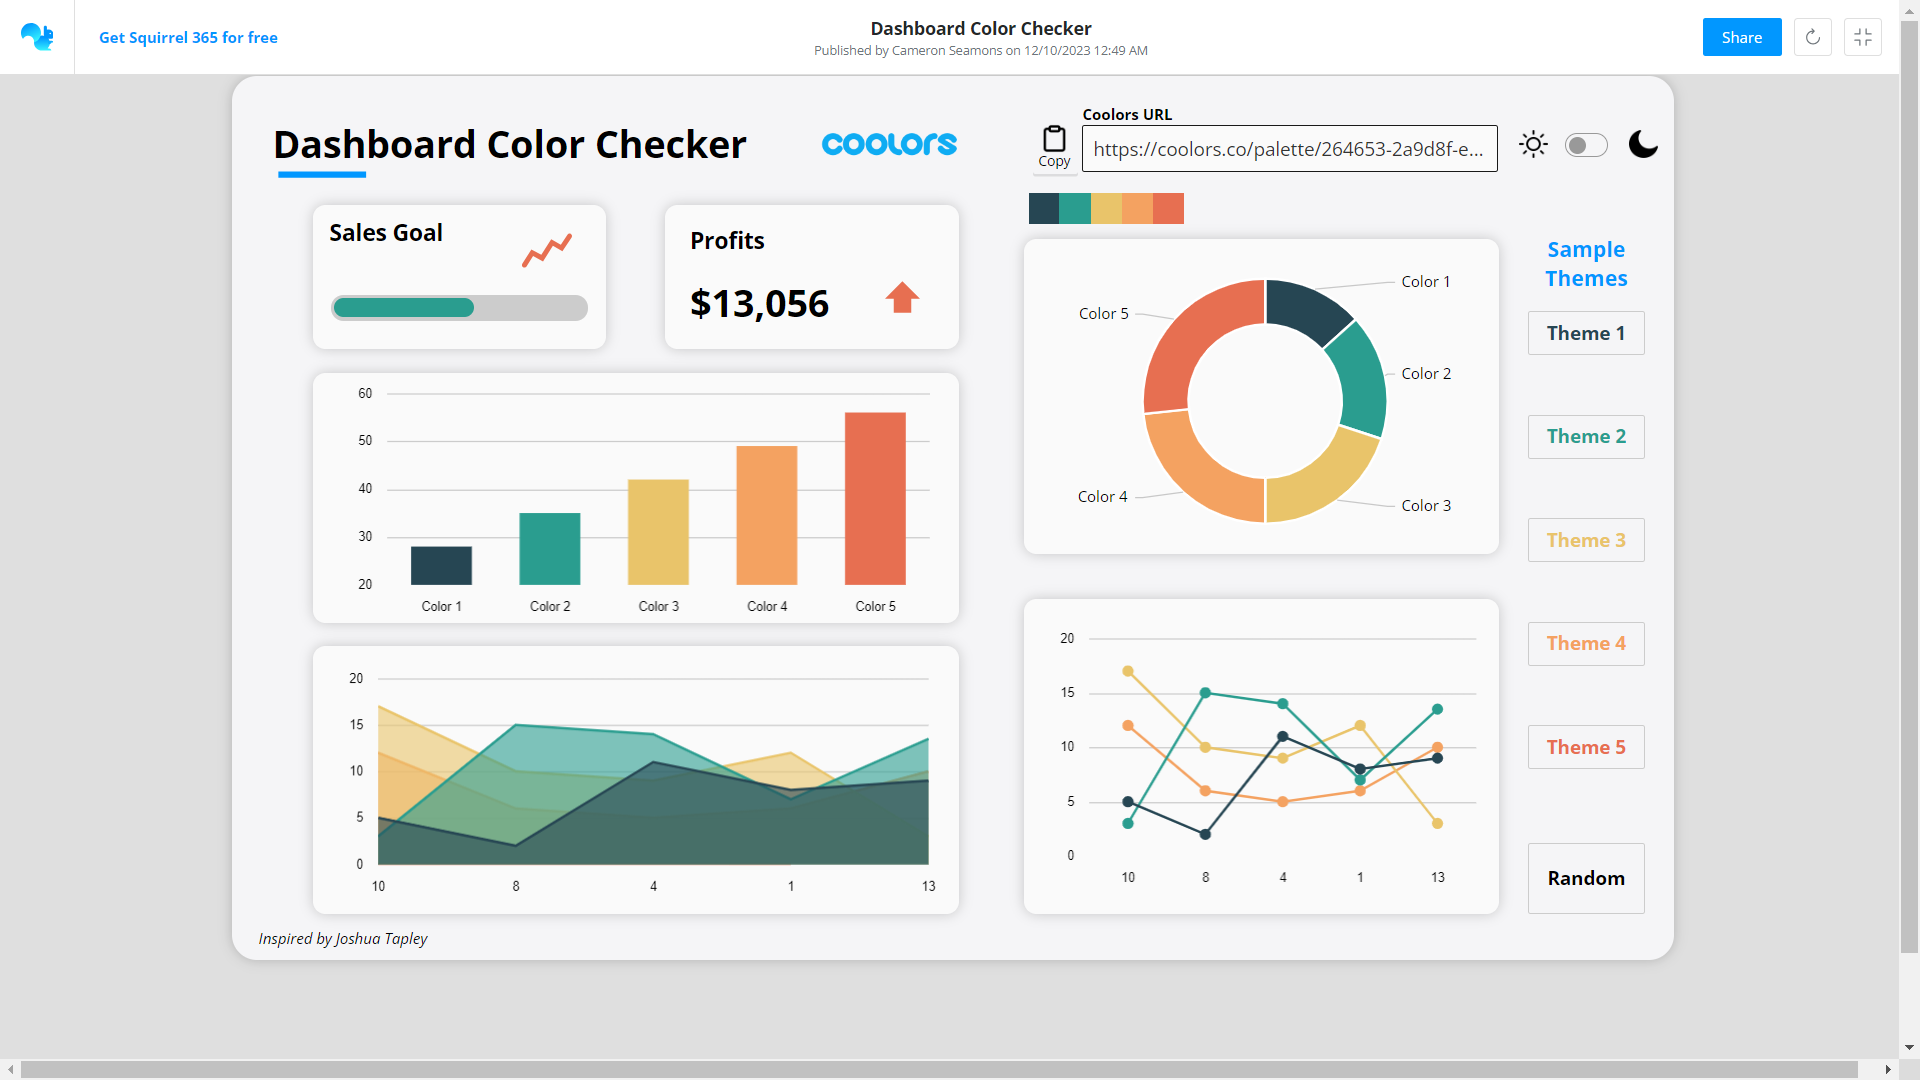 Get Squirrel 365 for free
Dashboard Color Checker
Published by Cameron Seamons on 12/10/2023 12:49 AM
Share
Dashboard Color Checker
coolors
Copy
Coolors URL
https://coolors.co/palette/264653-2a9d8f-e...
Sales Goal
Profits
$13,056
60
50
40
30
20
Color 1
Color 2
Color 3
Color 4
Color 5
20
15
10
5
0
10
8
4
1
13
Color 1
Color 2
Color 3
Color 4
Color 5
20
15
10
5
0
10
8
4
1
13
Sample
Themes
Theme 1
Theme 2
Theme 3
Theme 4
Theme 5
Random
Inspired by Joshua Tapley